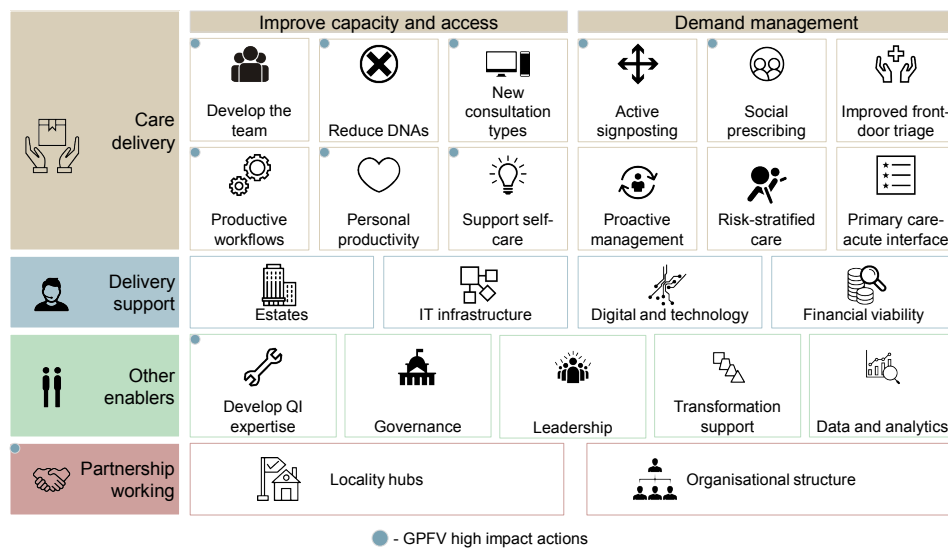 Improve capacity and access
Demand management
Care
delivery
Develop the
team
Reduce DNAs
New
consultation
types
Active
signposting
Social
prescribing
Improved front-
door triage
Productive
workflows
Personal
productivity
Support self-
care
Proactive
management
Risk-stratified
care
Primary care-
acute interface
Delivery
support
Estates
IT infrastructure
Digital and technology
Financial viability
Other
enablers
Develop QI
expertise
Governance
Leadership
Transformation
support
Data and analytics
Partnership
working
Locality hubs
Organisational structure
- GPFV high impact actions